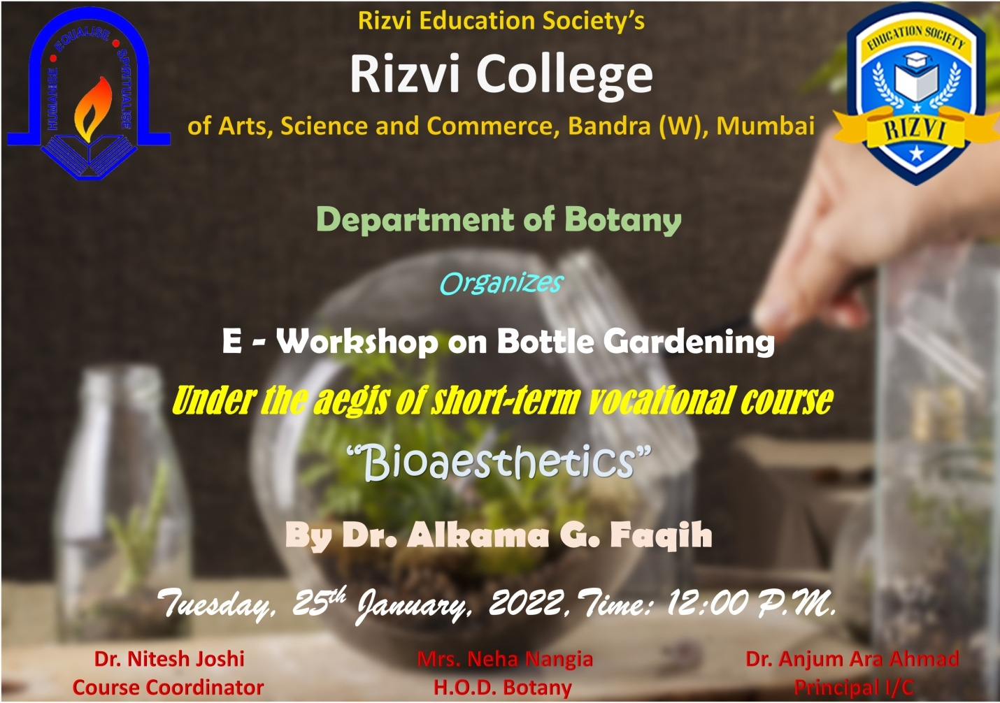 Rizvi Education Society’s
Rizvi College
of Arts, Science and Commerce, Bandra (W), Mumbai
HUMANISE • EQUALISE • SPIRITUALISE
EDUCATION SOCIETY
RIZVI
Department of Botany
Organizes
E - Workshop on Bottle Gardening
Under the aegis of short-term vocational course
“Bioaesthetics”
By Dr. Alkama G. Faqih
Tuesday, 25th January, 2022, Time: 12:00 P.M.
Dr. Nitesh Joshi
Course Coordinator
Mrs. Neha Nangia
H.O.D. Botany
Dr. Anjum Ara Ahmad
Principal I/C